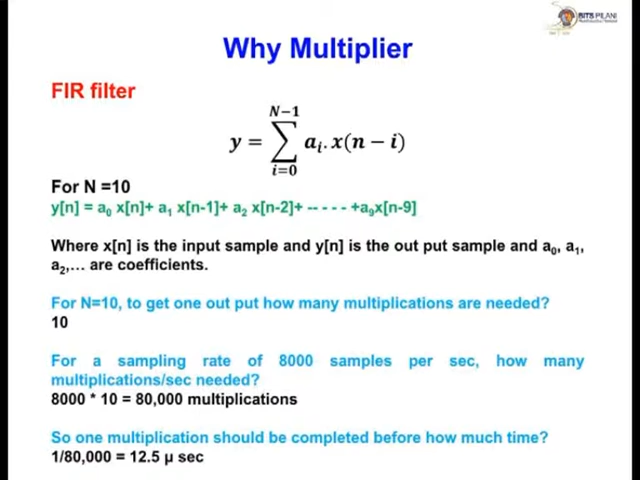 BITS PILANI
Why Multiplier
FIR filter
y = ∑_{i=0}^{N−1} a_i. x(n − i)
For N =10
y[n] = a₀ x[n]+ a₁ x[n-1]+ a₂ x[n-2]+ -- - - - +a₉x[n-9]
Where x[n] is the input sample and y[n] is the out put sample and a₀, a₁,
a₂,... are coefficients.
For N=10, to get one out put how many multiplications are needed?
10
For a sampling rate of 8000 samples per sec, how many
multiplications/sec needed?
8000 * 10 = 80,000 multiplications
So one multiplication should be completed before how much time?
1/80,000 = 12.5 µ sec